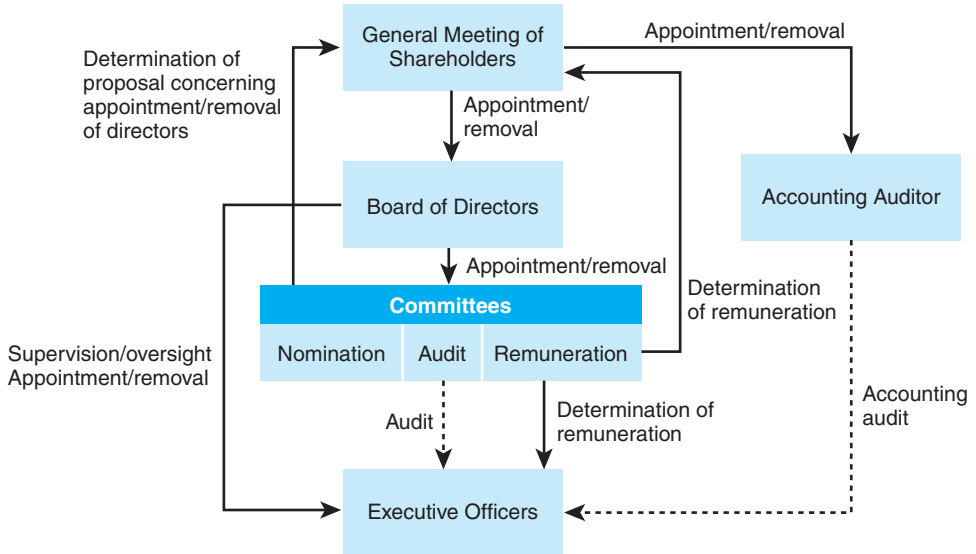 General Meeting of
Shareholders
Appointment/removal
Determination of
proposal concerning
appointment/removal
of directors
Appointment/
removal
Board of Directors
Accounting Auditor
Appointment/removal
Committees
Nomination
Audit
Remuneration
Determination
of remuneration
Supervision/oversight
Appointment/removal
Audit
Determination of
remuneration
Accounting
audit
Executive Officers